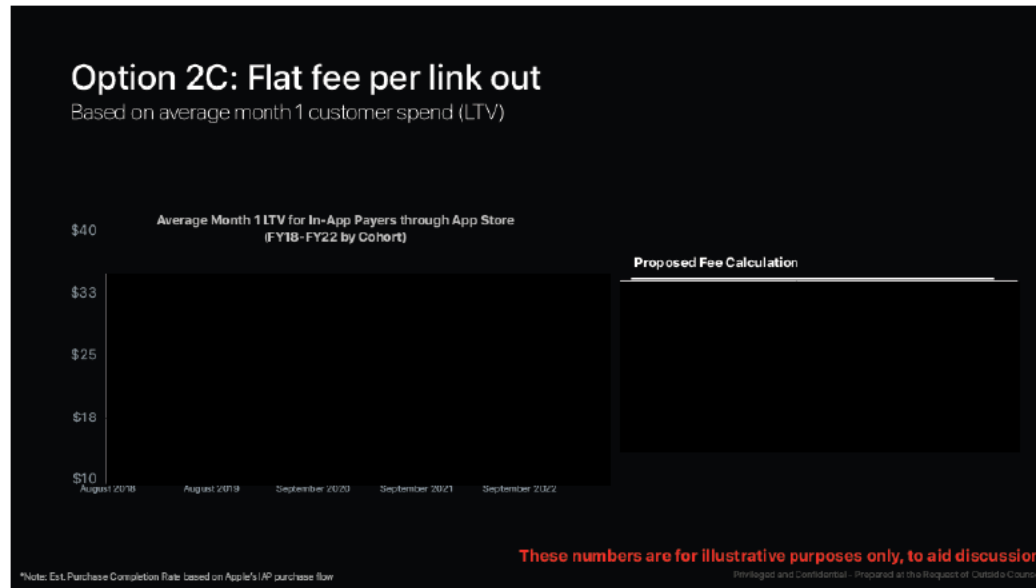 Option 2C: Flat fee per link out
Based on average month 1 customer spend (LTV)
Average Month 1 LTV for In-App Payers through App Store
(FY18-FY22 by Cohort)
$40
$33
$25
$18
$10
August 2018 August 2019 September 2020 September 2021 September 2022
Proposed Fee Calculation
These numbers are for illustrative purposes only, to aid discussion
*Note: Est. Purchase Completion Rate based on Apple's IAP purchase flow
Privileged and Confidential - Prepared at the Request of Outside